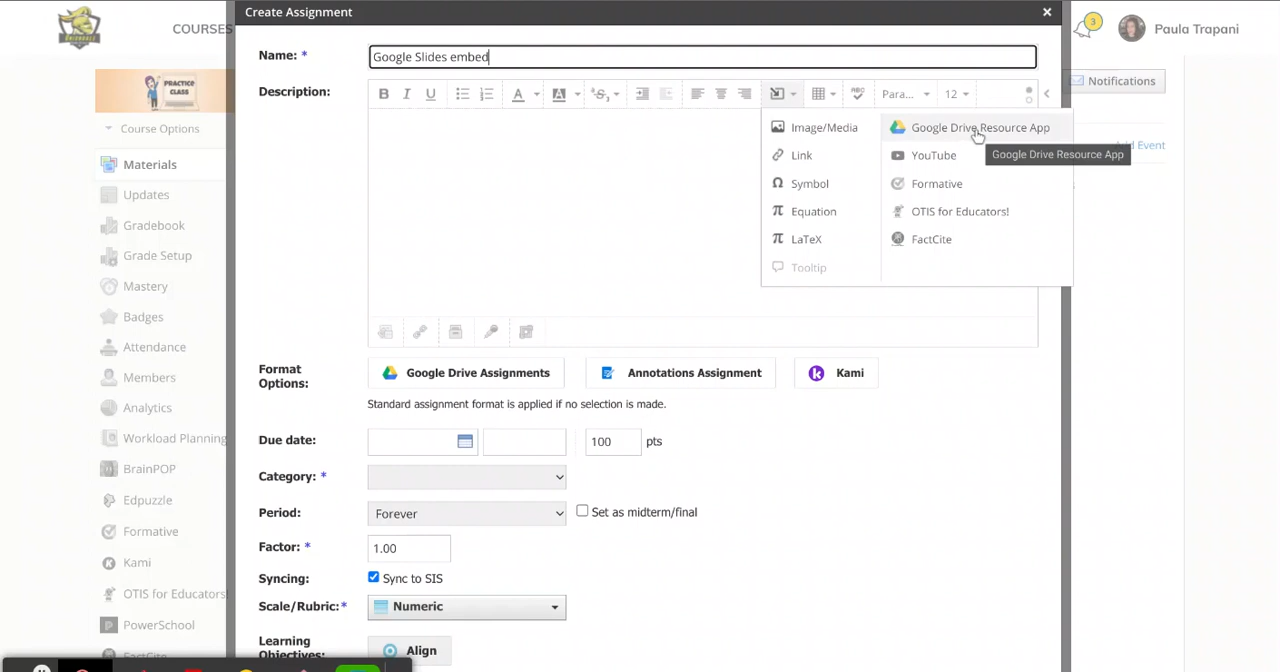 Create Assignment
×
COURSES
3
Paula Trapani
Name: *
Google Slides embed
PRACTICE
CLASS
Notifications
Description:
B I U A A S ABC Para... 12
Course Options
Image/Media
Google Drive Resource App
Add Event
Materials
Link
YouTube
Google Drive Resource App
Updates
Ω Symbol
Formative
Gradebook
π Equation
OTIS for Educators!
Grade Setup
π LaTeX
FactCite
Mastery
Tooltip
Badges
Attendance
Format
Options:
Google Drive Assignments
Annotations Assignment
k Kami
Members
Standard assignment format is applied if no selection is made.
Analytics
Due date:
100 pts
Workload Planning
BrainPOP
Category: *
Edpuzzle
Period:
Forever
Set as midterm/final
Formative
Factor: *
1.00
K Kami
Syncing:
Sync to SIS
OTIS for Educators!
Scale/Rubric:*
Numeric
P PowerSchool
Learning
Objectives:
Align
FactCite